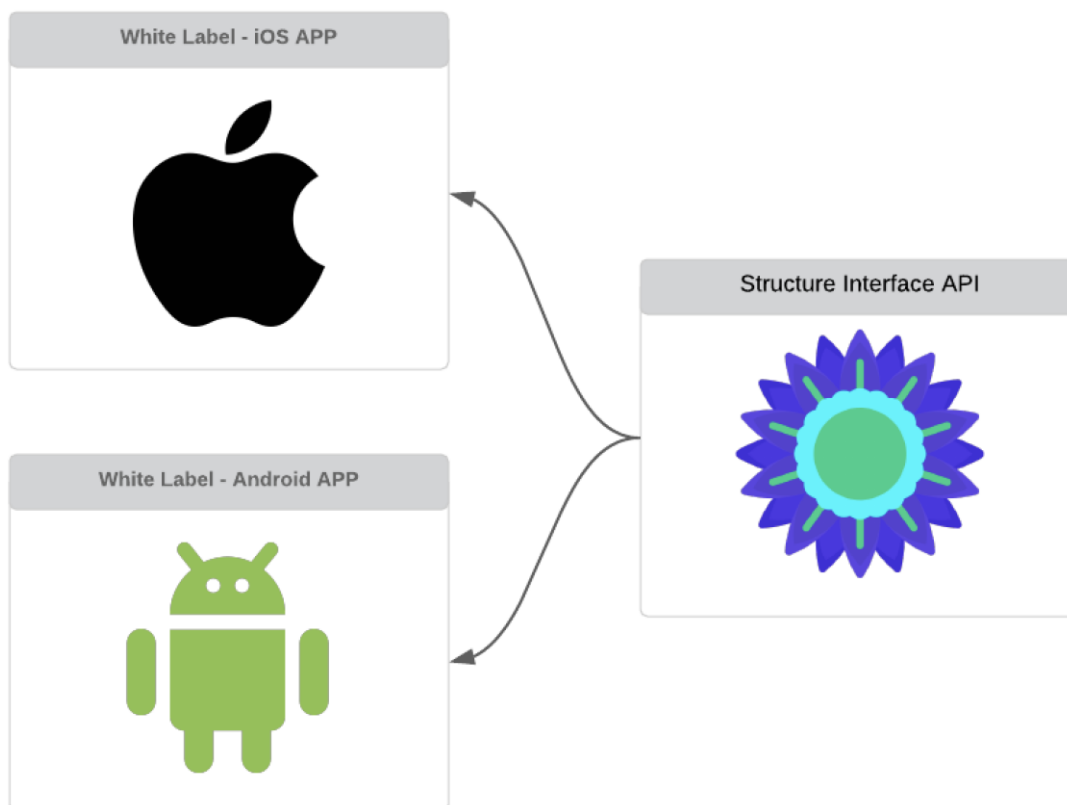 White Label - iOS APP
Structure Interface API
White Label - Android APP